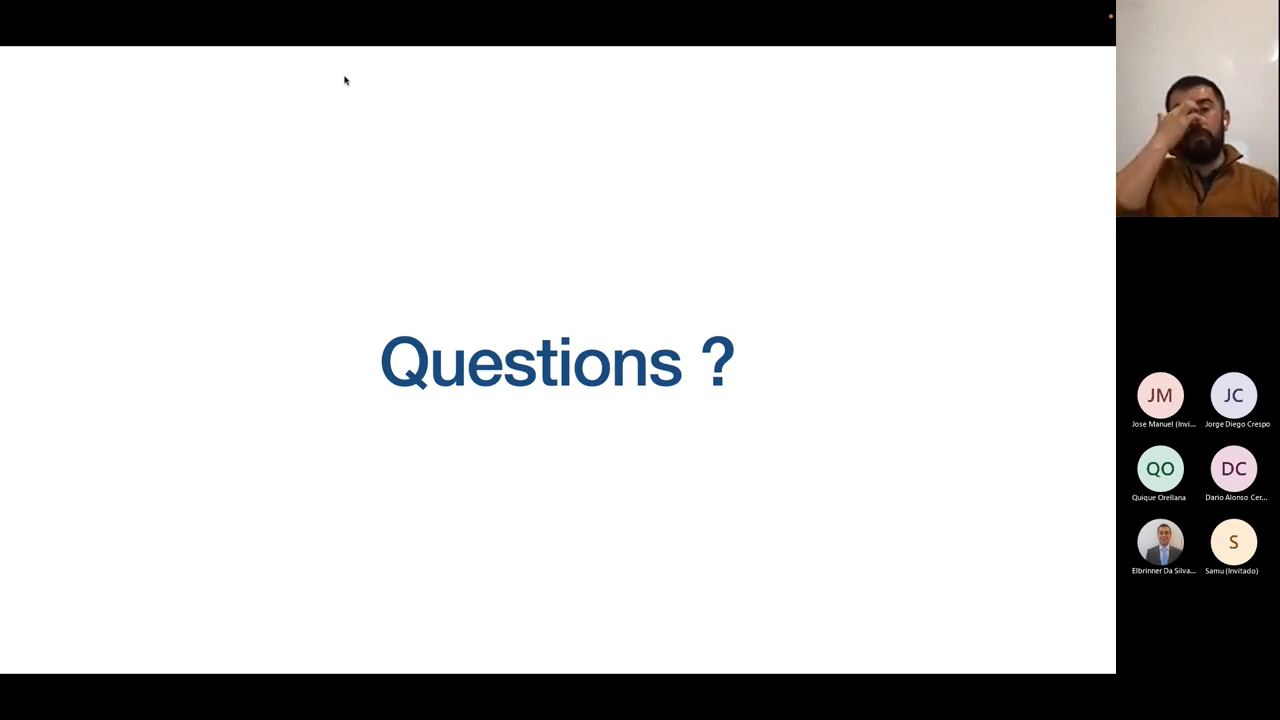 Questions ?
JM
JC
Jose Manuel (Invi...
Jorge Diego Crespo
QO
DC
Quique Orellana
Dario Alonso Cer...
S
Elbrinner Da Silva...
Samu (Invitado)